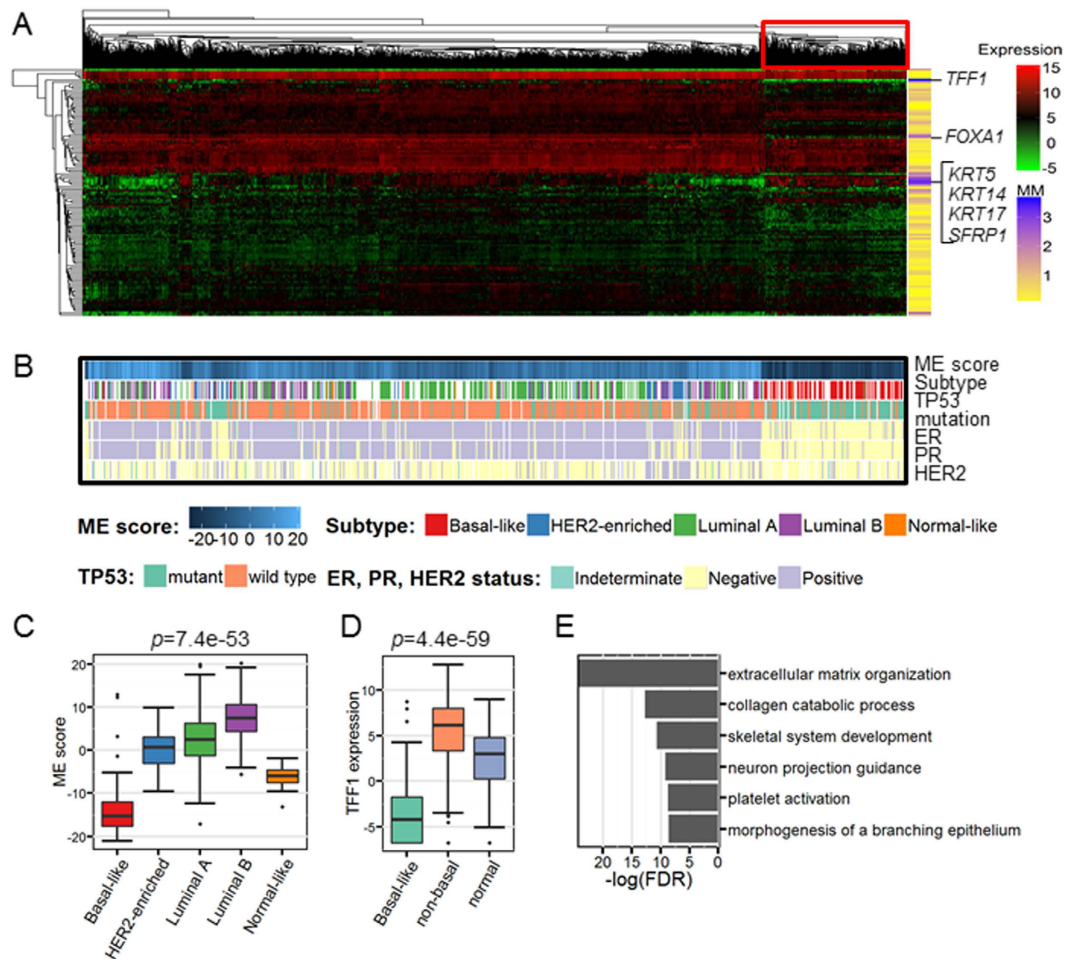 A
Expression
15
10
5
0
-5
TFF1
FOXA1
KRT5
KRT14
KRT17
SFRP1
MM
3
2
1
B
ME score
Subtype
TP53
mutation
ER
PR
HER2
ME score:
-20-10 0 10 20
Subtype:
Basal-like
HER2-enriched
Luminal A
Luminal B
Normal-like
TP53:
mutant
wild type
ER, PR, HER2 status:
Indeterminate
Negative
Positive
C
p=7.4e-53
ME score
20
10
0
-10
-20
Basal-like
HER2-enriched
Luminal A
Luminal B
Normal-like
D
p=4.4e-59
TFF1 expression
10
5
0
-5
Basal-like
non-basal
normal
E
extracellular matrix organization
collagen catabolic process
skeletal system development
neuron projection guidance
platelet activation
morphogenesis of a branching epithelium
20 15 10 5 0
-log(FDR)